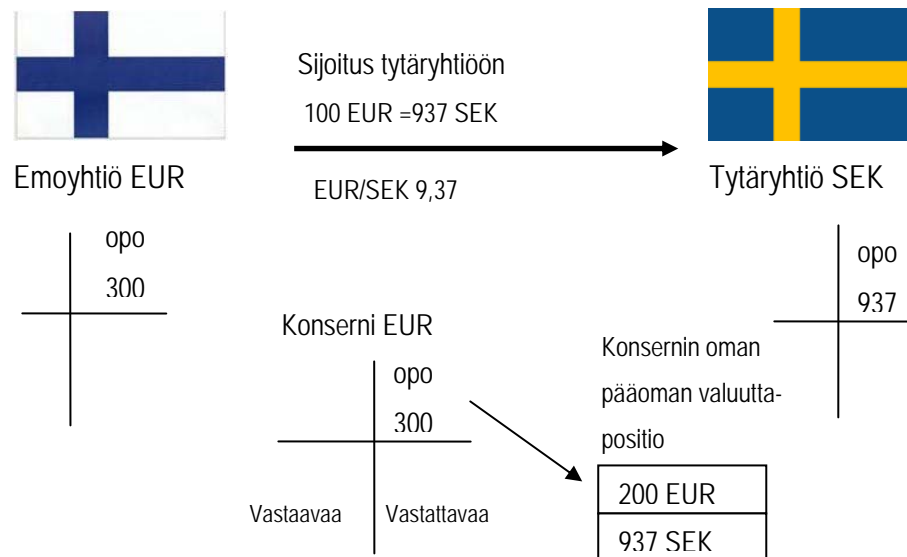 Sijoitus tytäryhtiöön
100 EUR =937 SEK
EUR/SEK 9,37
Emoyhtiö EUR
Tytäryhtiö SEK
opo
300
opo
937
Konserni EUR
opo
300
Vastaavaa
Vastattavaa
Konsernin oman
pääoman valuutta-
positio
200 EUR
937 SEK